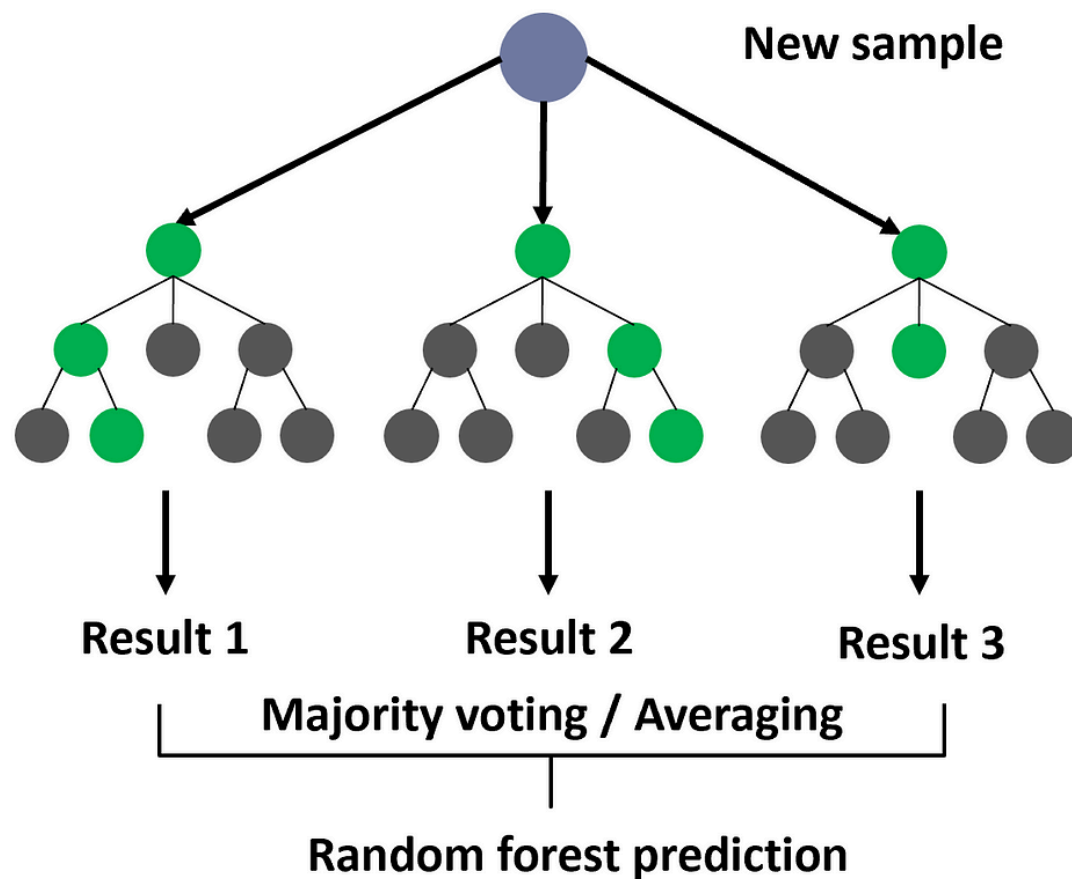 New sample
Result 1
Result 2
Result 3
Majority voting / Averaging
Random forest prediction